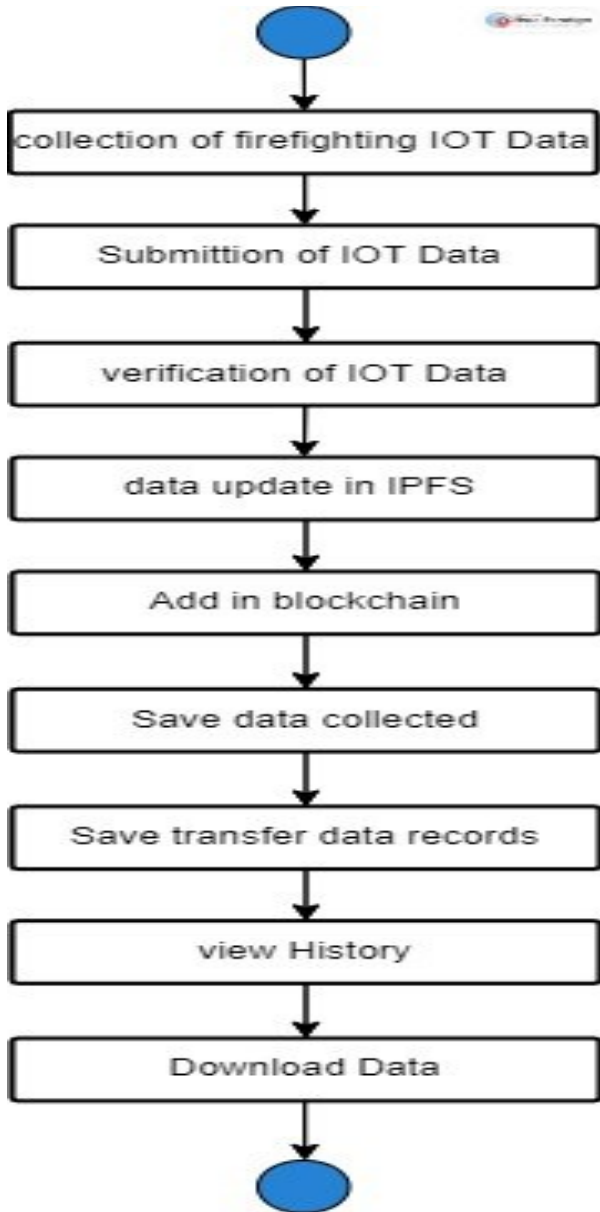 collection of firefighting IOT Data
Submittion of IOT Data
verification of IOT Data
data update in IPFS
Add in blockchain
Save data collected
Save transfer data records
view History
Download Data